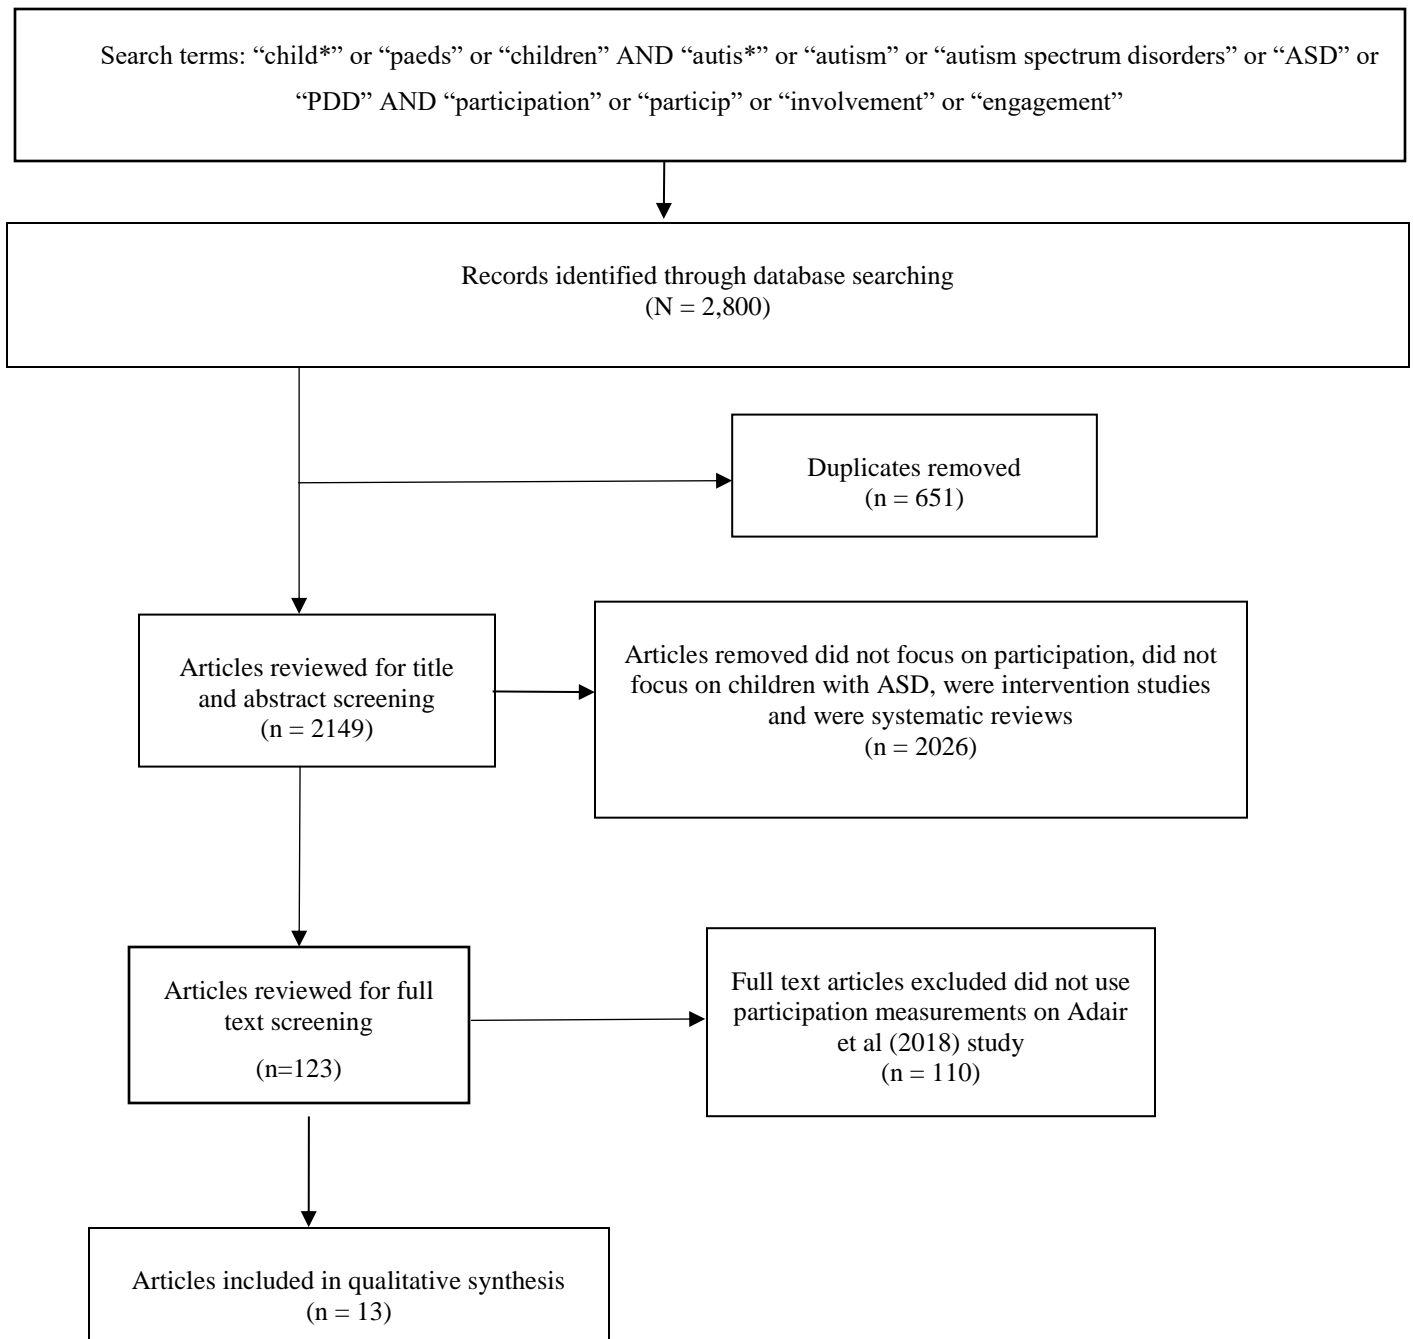 Search terms: “child*” or “paeds” or “children” AND “autis*” or “autism” or “autism spectrum disorders” or “ASD” or
“PDD” AND “participation” or “particip” or “involvement” or “engagement”
Records identified through database searching
(N = 2,800)
Duplicates removed
(n = 651)
Articles reviewed for title
and abstract screening
(n = 2149)
Articles removed did not focus on participation, did not
focus on children with ASD, were intervention studies
and were systematic reviews
(n = 2026)
Articles reviewed for full
text screening
(n=123)
Full text articles excluded did not use
participation measurements on Adair
et al (2018) study
(n = 110)
Articles included in qualitative synthesis
(n = 13)